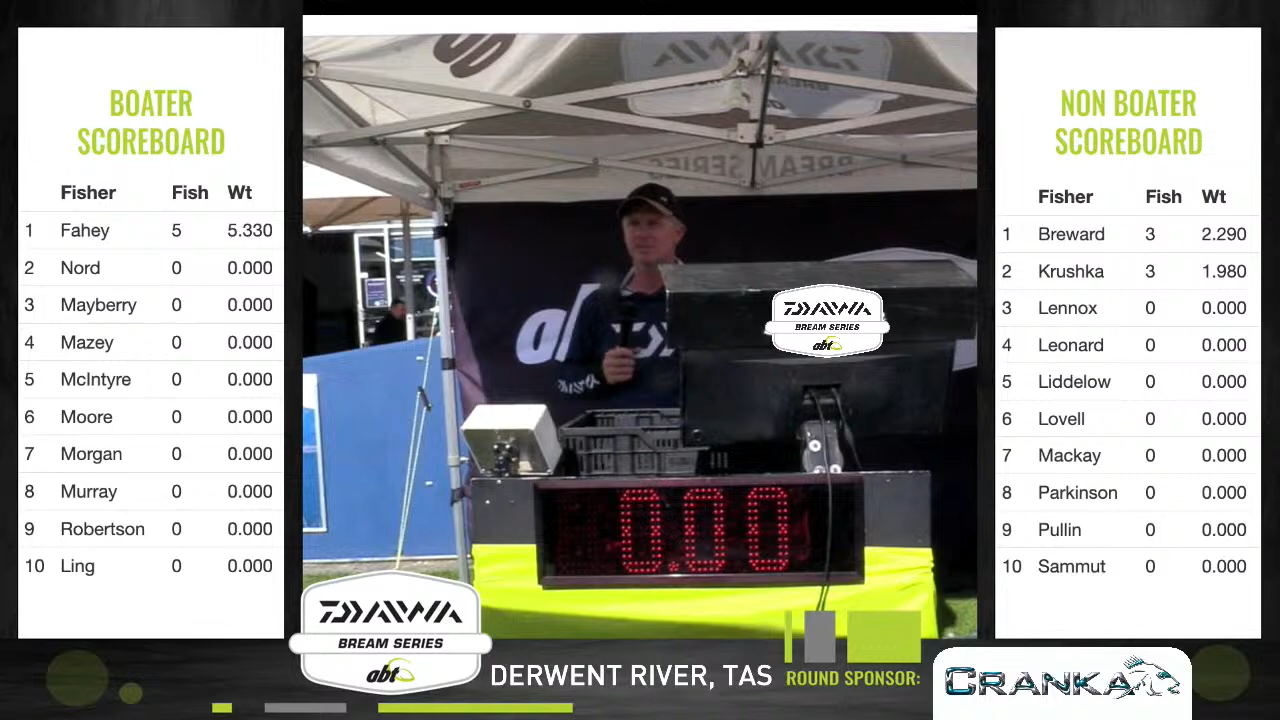 BOATER
SCOREBOARD
Fisher Fish Wt
1 Fahey 5 5.330
2 Nord 0 0.000
3 Mayberry 0 0.000
4 Mazey 0 0.000
5 McIntyre 0 0.000
6 Moore 0 0.000
7 Morgan 0 0.000
8 Murray 0 0.000
9 Robertson 0 0.000
10 Ling 0 0.000
BREAM SERIES
ab
DAIWA
BREAM SERIES
abt
0.00
NON BOATER
SCOREBOARD
Fisher Fish Wt
1 Breward 3 2.290
2 Krushka 3 1.980
3 Lennox 0 0.000
4 Leonard 0 0.000
5 Liddelow 0 0.000
6 Lovell 0 0.000
7 Mackay 0 0.000
8 Parkinson 0 0.000
9 Pullin 0 0.000
10 Sammut 0 0.000
DAIWA
BREAM SERIES
abt
DERWENT RIVER, TAS
ROUND SPONSOR:
CRANKA